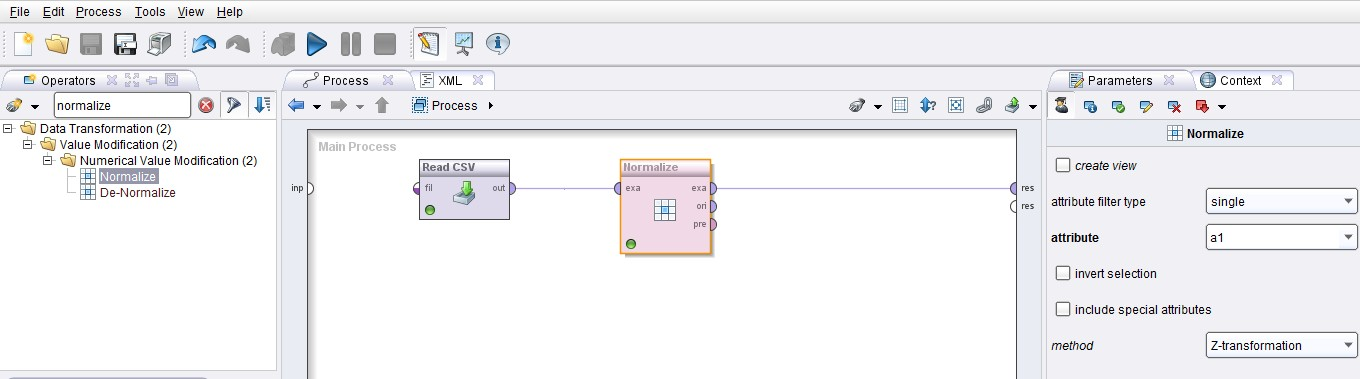 File Edit Process Tools View Help
Operators
normalize
Data Transformation (2)
Value Modification (2)
Numerical Value Modification (2)
Normalize
De-Normalize
Process
XML
Process
Main Process
inp
Read CSV
fil
out
Normalize
exa
exa
ori
pre
res
res
Parameters
Context
Normalize
create view
attribute filter type
single
attribute
a1
invert selection
include special attributes
method
Z-transformation